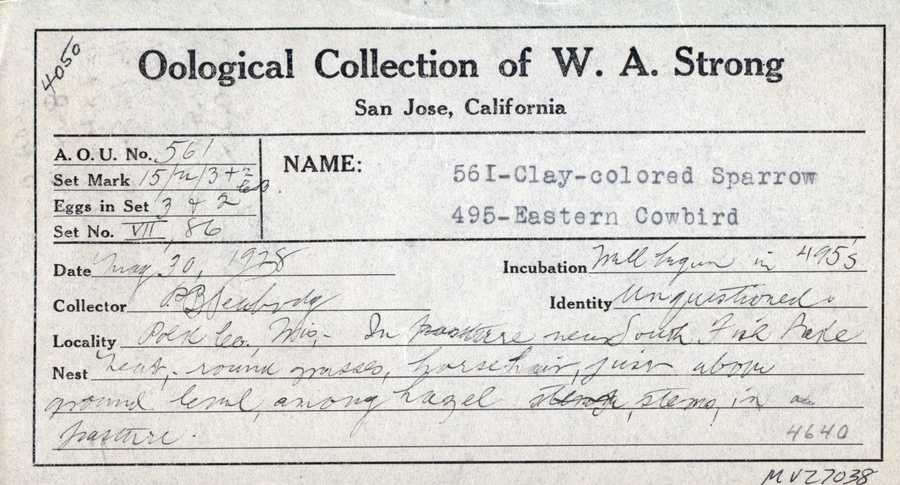 4050
Oological Collection of W. A. Strong
San Jose, California
A. O. U. No. 561
Set Mark 15/n/3+2
Eggs in Set 3 & 2
Set No. VII, 86
NAME:
561-Clay-colored Sparrow
495-Eastern Cowbird
Date May 30, 1928
Incubation Well begun in 495's
Collector P.B. Peabody
Identity Unquestioned.
Locality Polk Co., Wis.- In pasture near South Fish Lake
Nest Neat,- round grasses, horsehair, just above
ground level, among hazel stems, in a
pasture.
4640
MVZ7038